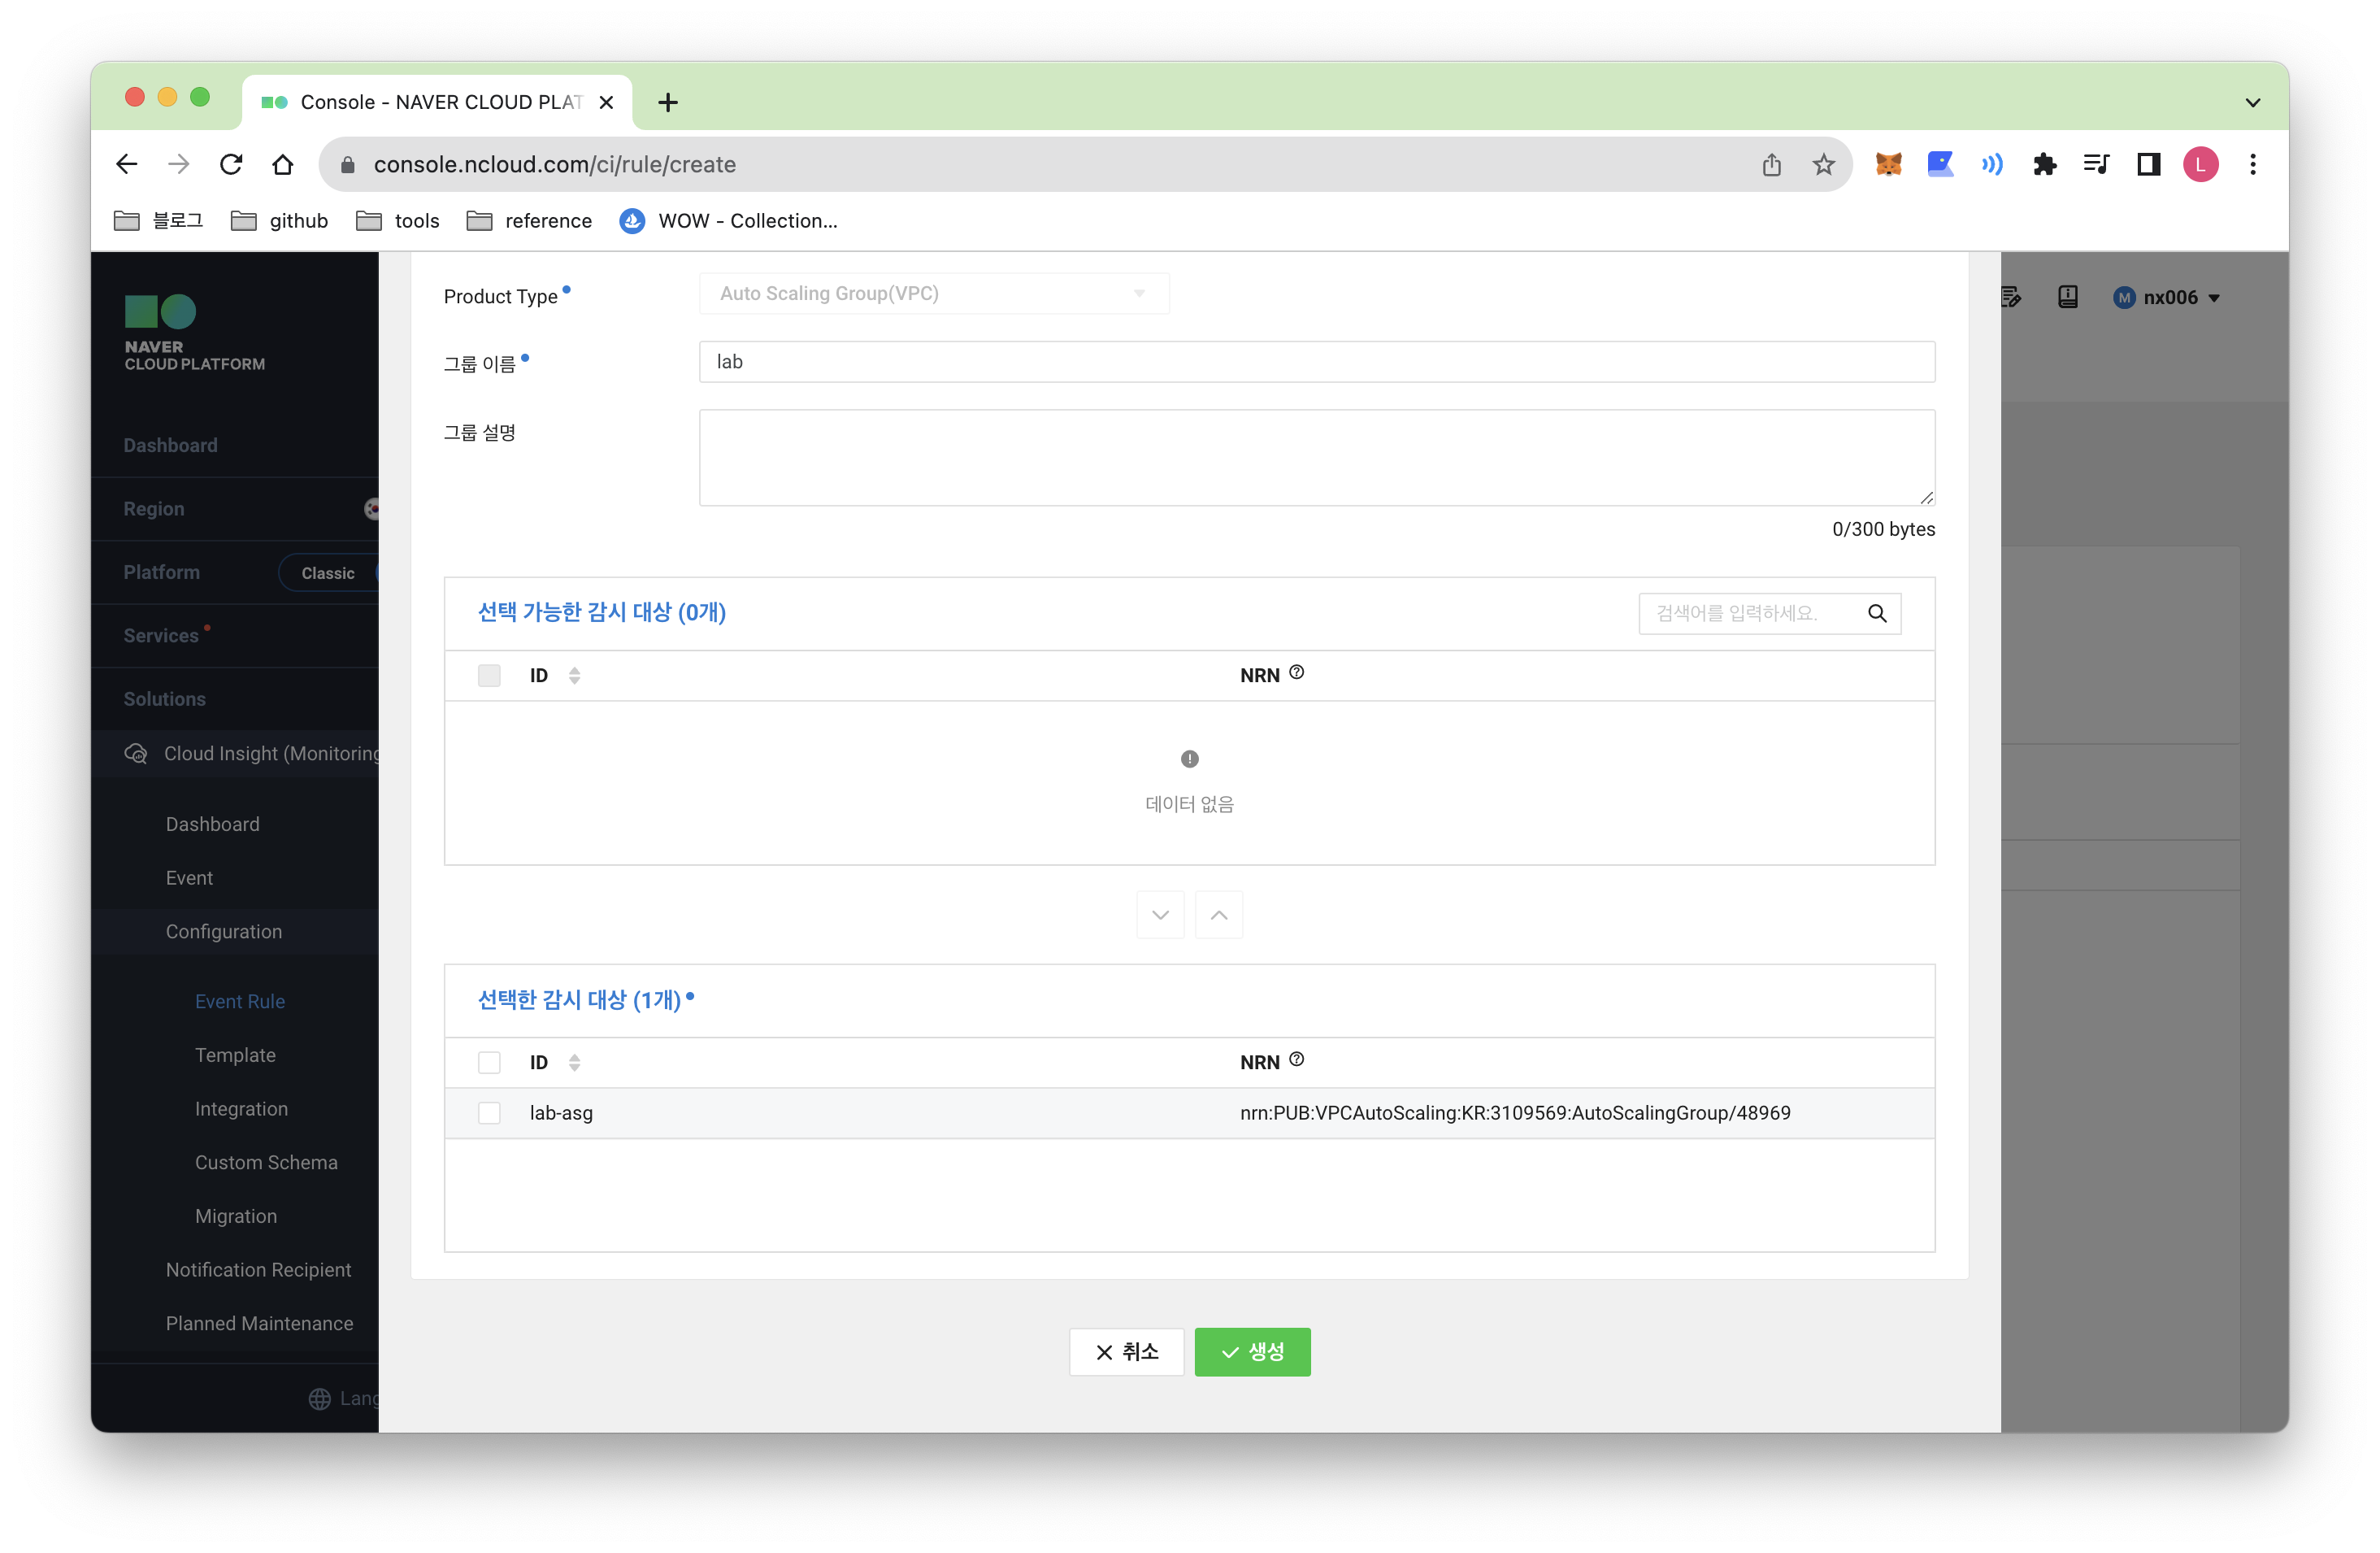 Console - NAVER CLOUD PLAT
console.ncloud.com/ci/rule/create
L
블로그
github
tools
reference
WOW - Collection...
NAVER
CLOUD PLATFORM
Dashboard
Region
Platform
Classic
Services
Solutions
Cloud Insight (Monitoring
Dashboard
Event
Configuration
Event Rule
Template
Integration
Custom Schema
Migration
Notification Recipient
Planned Maintenance
Lang
M nx006
Product Type
Auto Scaling Group(VPC)
그룹 이름
lab
그룹 설명
0/300 bytes
선택 가능한 감시 대상 (0개)
검색어를 입력하세요.
ID
NRN
데이터 없음
선택한 감시 대상 (1개)
ID
NRN
lab-asg
nrn:PUB:VPCAutoScaling:KR:3109569:AutoScalingGroup/48969
취소
생성